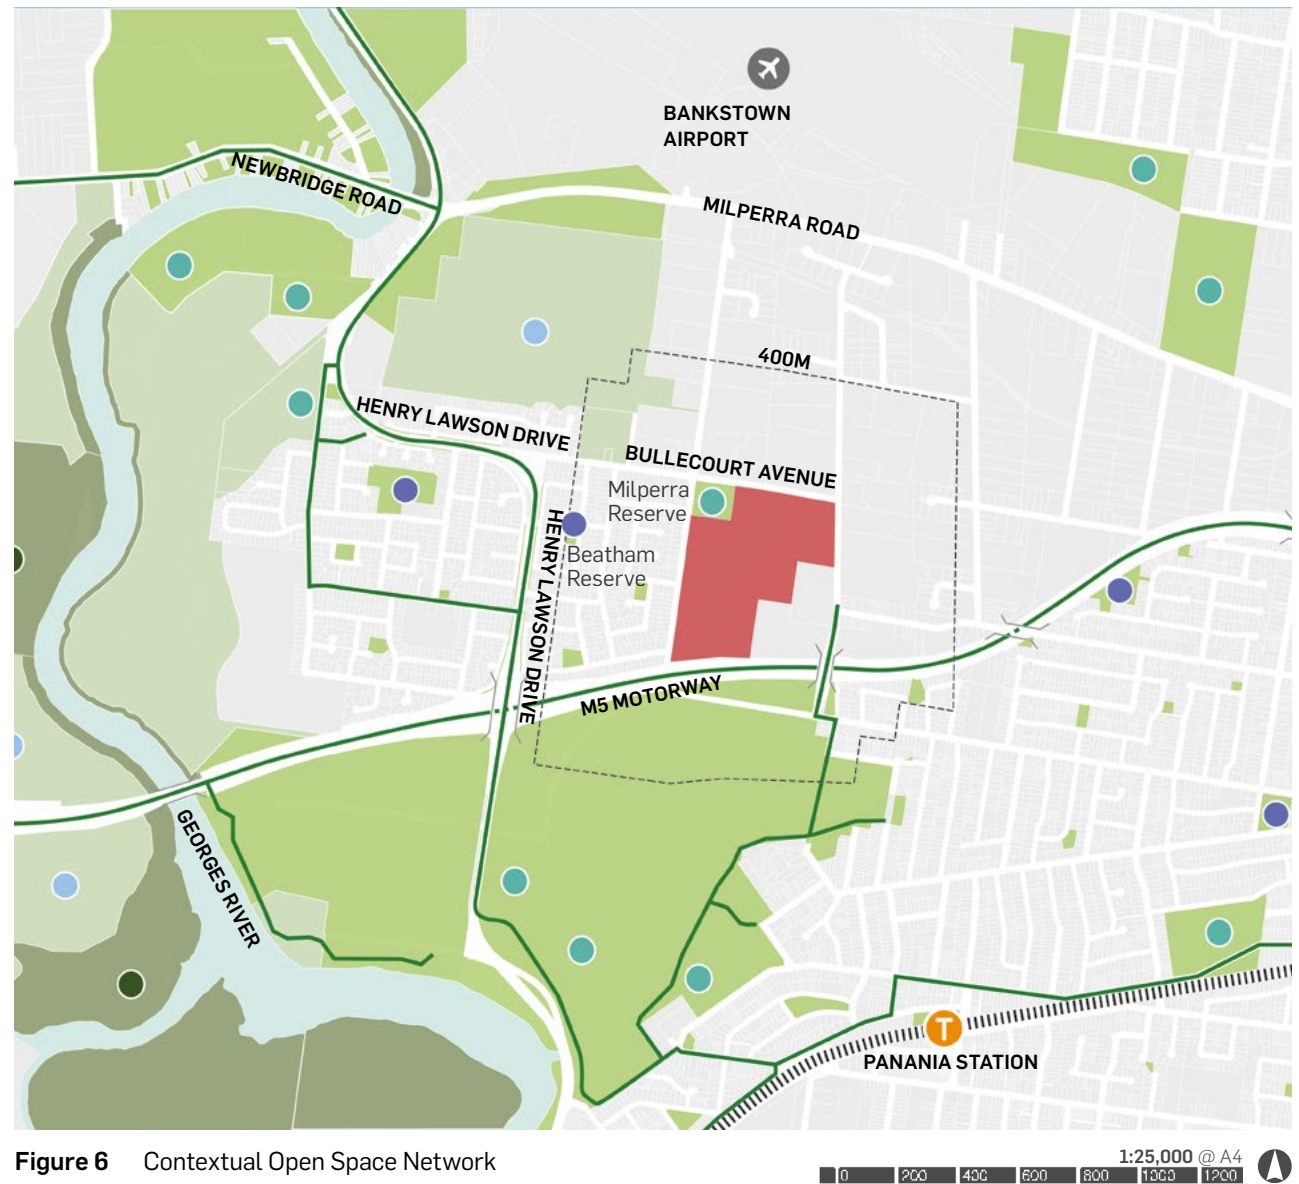 BANKSTOWN
AIRPORT
NEWBRIDGE ROAD
MILPERRA ROAD
400M
HENRY LAWSON DRIVE
BULLECOURT AVENUE
Milperra
Reserve
HENRY LAWSON DRIVE
Beatham
Reserve
M5 MOTORWAY
GEORGES RIVER
T
PANANIA STATION
Figure 6 Contextual Open Space Network
1:25,000 @ A4
0 200 400 600 800 1000 1200